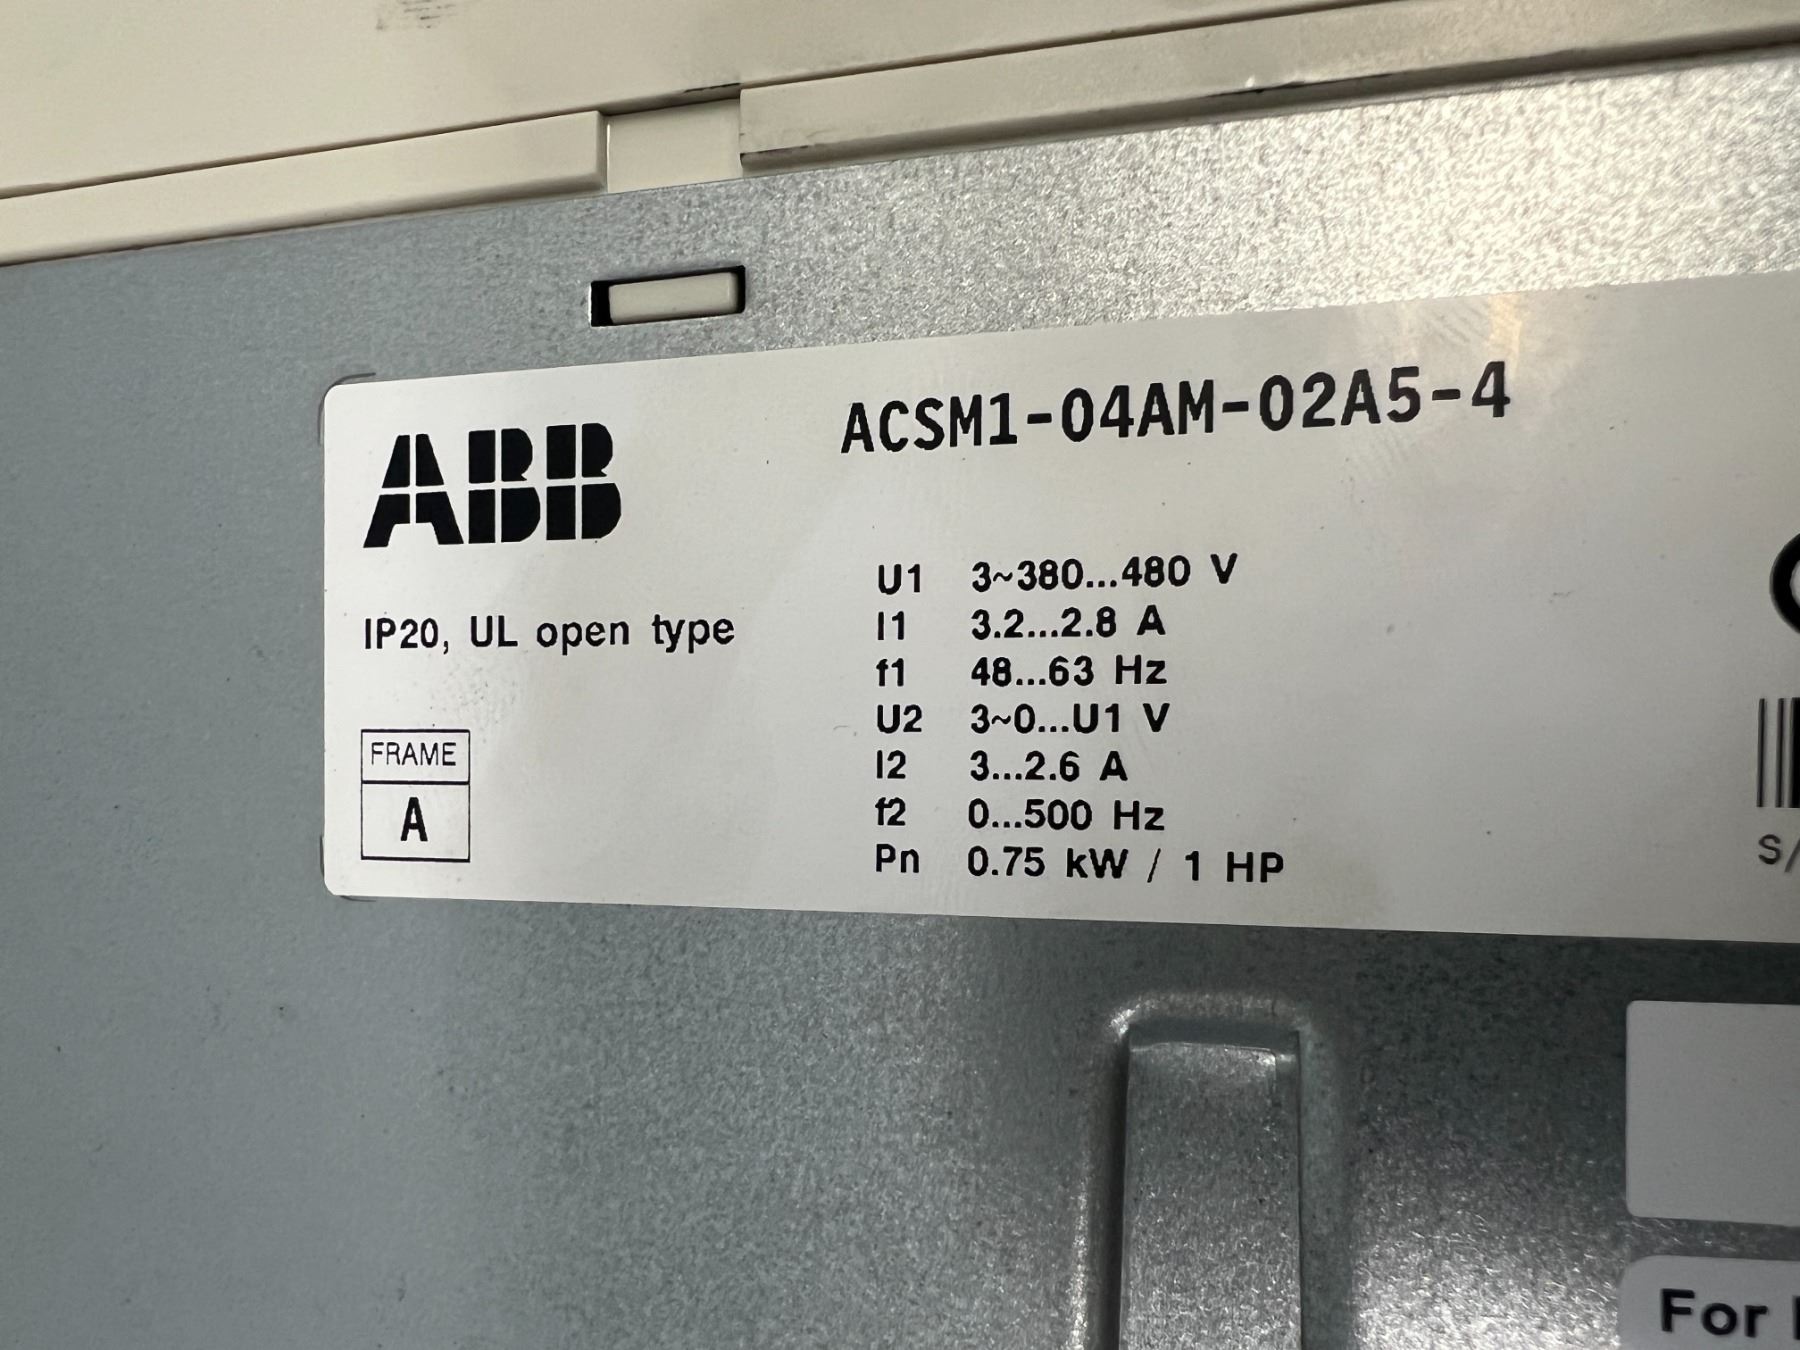 ABB
ACSM1-04AM-02A5-4
IP20, UL open type
FRAME
A
U1 3~380...480 V
I1 3.2...2.8 A
f1 48...63 Hz
U2 3~0...U1 V
I2 3...2.6 A
f2 0...500 Hz
Pn 0.75 kW / 1 HP
S/
For